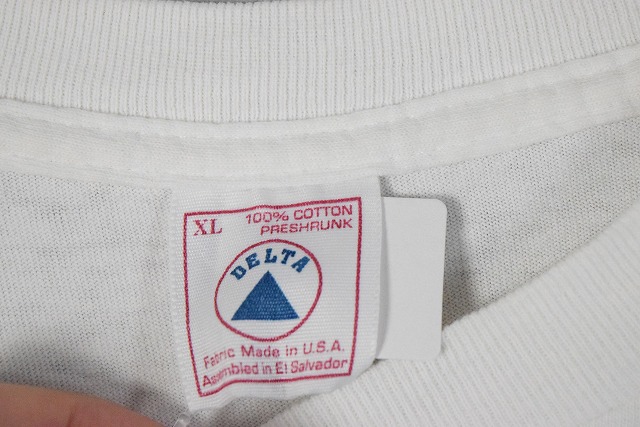 XL
100% COTTON
PRESHRUNK
DELTA
Fabric Made in U.S.A.
Assembled in El Salvador